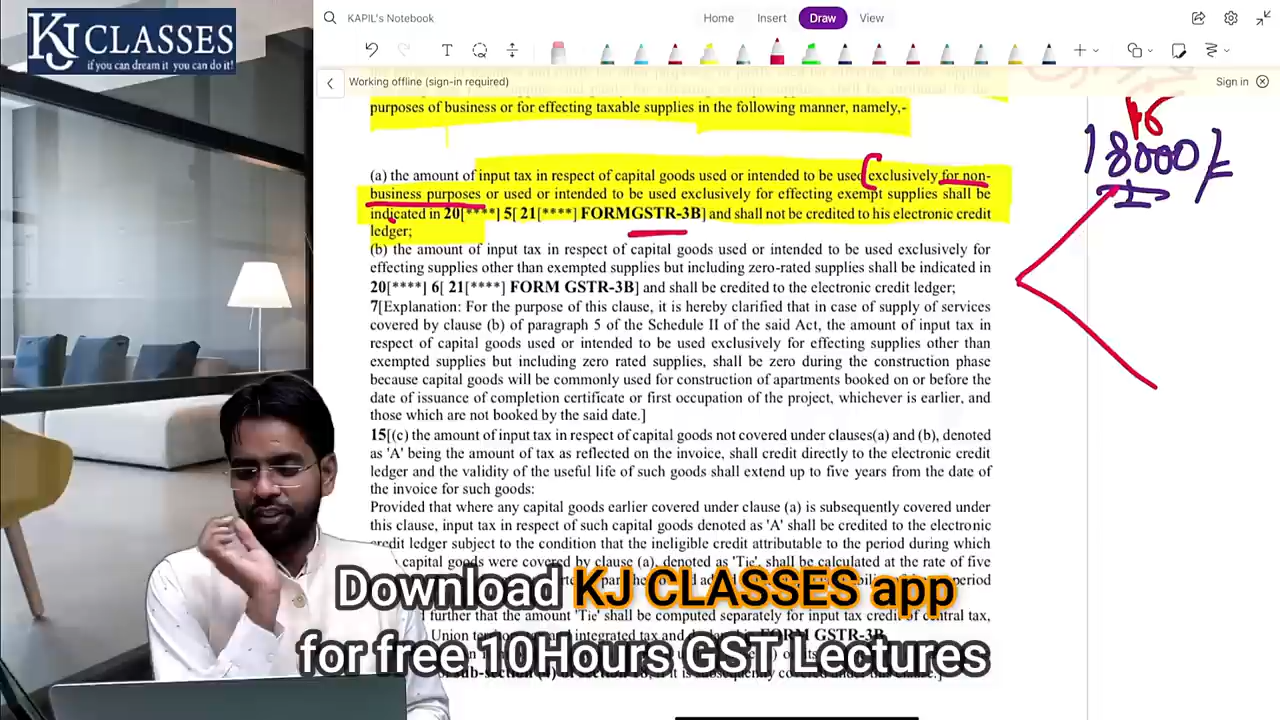 KJ CLASSES
if you can dream it you can do it!
KAPIL's Notebook
Home Insert Draw View
Working offline (sign-in required)
Sign in
purposes of business or for effecting taxable supplies in the following manner, namely,-
16
18000/-
(a) the amount of input tax in respect of capital goods used or intended to be used exclusively for non-
business purposes or used or intended to be used exclusively for effecting exempt supplies shall be
indicated in 20[****] 5[ 21[****] FORMGSTR-3B] and shall not be credited to his electronic credit
ledger;
(b) the amount of input tax in respect of capital goods used or intended to be used exclusively for
effecting supplies other than exempted supplies but including zero-rated supplies shall be indicated in
20[****] 6[ 21[****] FORM GSTR-3B] and shall be credited to the electronic credit ledger;
7[Explanation: For the purpose of this clause, it is hereby clarified that in case of supply of services
covered by clause (b) of paragraph 5 of the Schedule II of the said Act, the amount of input tax in
respect of capital goods used or intended to be used exclusively for effecting supplies other than
exempted supplies but including zero rated supplies, shall be zero during the construction phase
because capital goods will be commonly used for construction of apartments booked on or before the
date of issuance of completion certificate or first occupation of the project, whichever is earlier, and
those which are not booked by the said date.]
15[(c) the amount of input tax in respect of capital goods not covered under clauses(a) and (b), denoted
as 'A' being the amount of tax as reflected on the invoice, shall credit directly to the electronic credit
ledger and the validity of the useful life of such goods shall extend up to five years from the date of
the invoice for such goods:
Provided that where any capital goods earlier covered under clause (a) is subsequently covered under
this clause, input tax in respect of such capital goods denoted as 'A' shall be credited to the electronic
credit ledger subject to the condition that the ineligible credit attributable to the period during which
capital goods were covered by clause (a), denoted as 'Tie', shall be calculated at the rate of five
period
Download KJ CLASSES app
further that the amount 'Tie' shall be computed separately for input tax credit of central tax,
Union integrated tax and FORM GSTR-3B
for free 10Hours GST Lectures